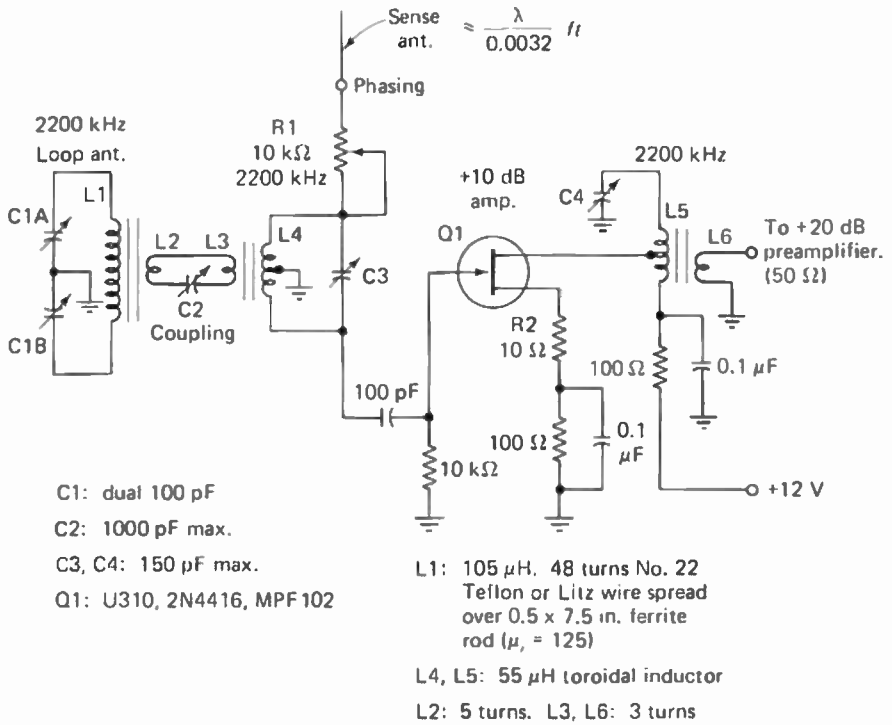 Sense
ant.
≈ λ / 0.0032 ft
Phasing
2200 kHz
Loop ant.
R1
10 kΩ
2200 kHz
L1
C1A
C1B
L2
L3
L4
C2
Coupling
C3
+10 dB
amp.
Q1
2200 kHz
C4
L5
L6
To +20 dB
preamplifier.
(50 Ω)
R2
10 Ω
100 Ω
0.1 μF
100 pF
10 kΩ
100 Ω
0.1
μF
+12 V
C1: dual 100 pF
C2: 1000 pF max.
C3, C4: 150 pF max.
Q1: U310, 2N4416, MPF102
L1: 105 μH. 48 turns No. 22
Teflon or Litz wire spread
over 0.5 x 7.5 in. ferrite
rod (μr = 125)
L4, L5: 55 μH toroidal inductor
L2: 5 turns. L3, L6: 3 turns